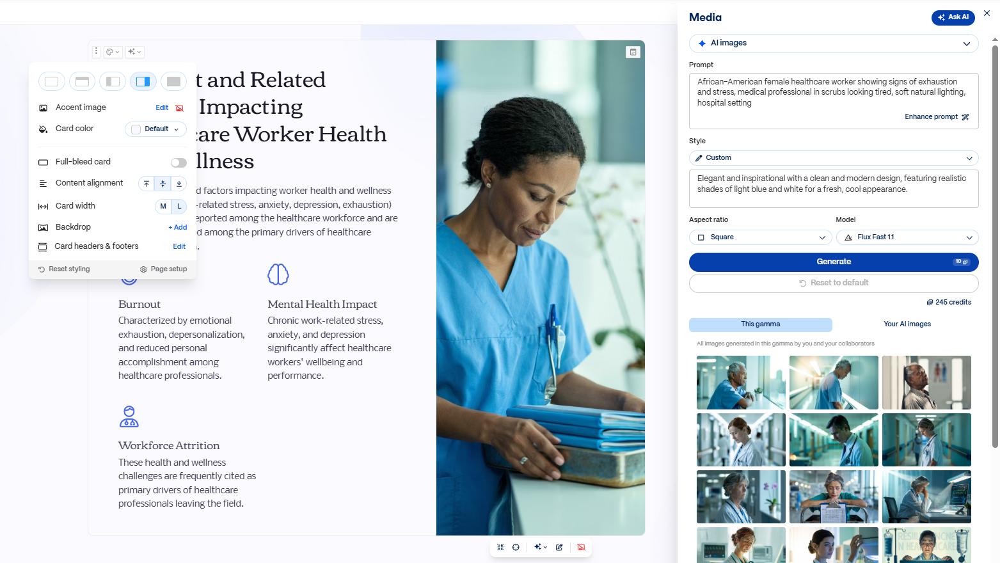 Media
Ask AI
AI images
Prompt
African-American female healthcare worker showing signs of exhaustion
and stress, medical professional in scrubs looking tired, soft natural lighting,
hospital setting
Enhance prompt
Style
Custom
Elegant and inspirational with a clean and modern design, featuring realistic
shades of light blue and white for a fresh, cool appearance.
Aspect ratio
Model
Square
Flux Fast 1.1
Generate
10
Reset to default
245 credits
This gamma
Your AI images
All images generated in this gamma by you and your collaborators
Accent image
Edit
Card color
Default
Full-bleed card
Content alignment
Card width
M
L
Backdrop
+ Add
Card headers & footers
Edit
Reset styling
Page setup
t and Related
Impacting
care Worker Health
llness
d factors impacting worker health and wellness
-related stress, anxiety, depression, exhaustion)
eported among the healthcare workforce and are
d among the primary drivers of healthcare
.
Burnout
Characterized by emotional
exhaustion, depersonalization,
and reduced personal
accomplishment among
healthcare professionals.
Mental Health Impact
Chronic work-related stress,
anxiety, and depression
significantly affect healthcare
workers' wellbeing and
performance.
Workforce Attrition
These health and wellness
challenges are frequently cited as
primary drivers of healthcare
professionals leaving the field.